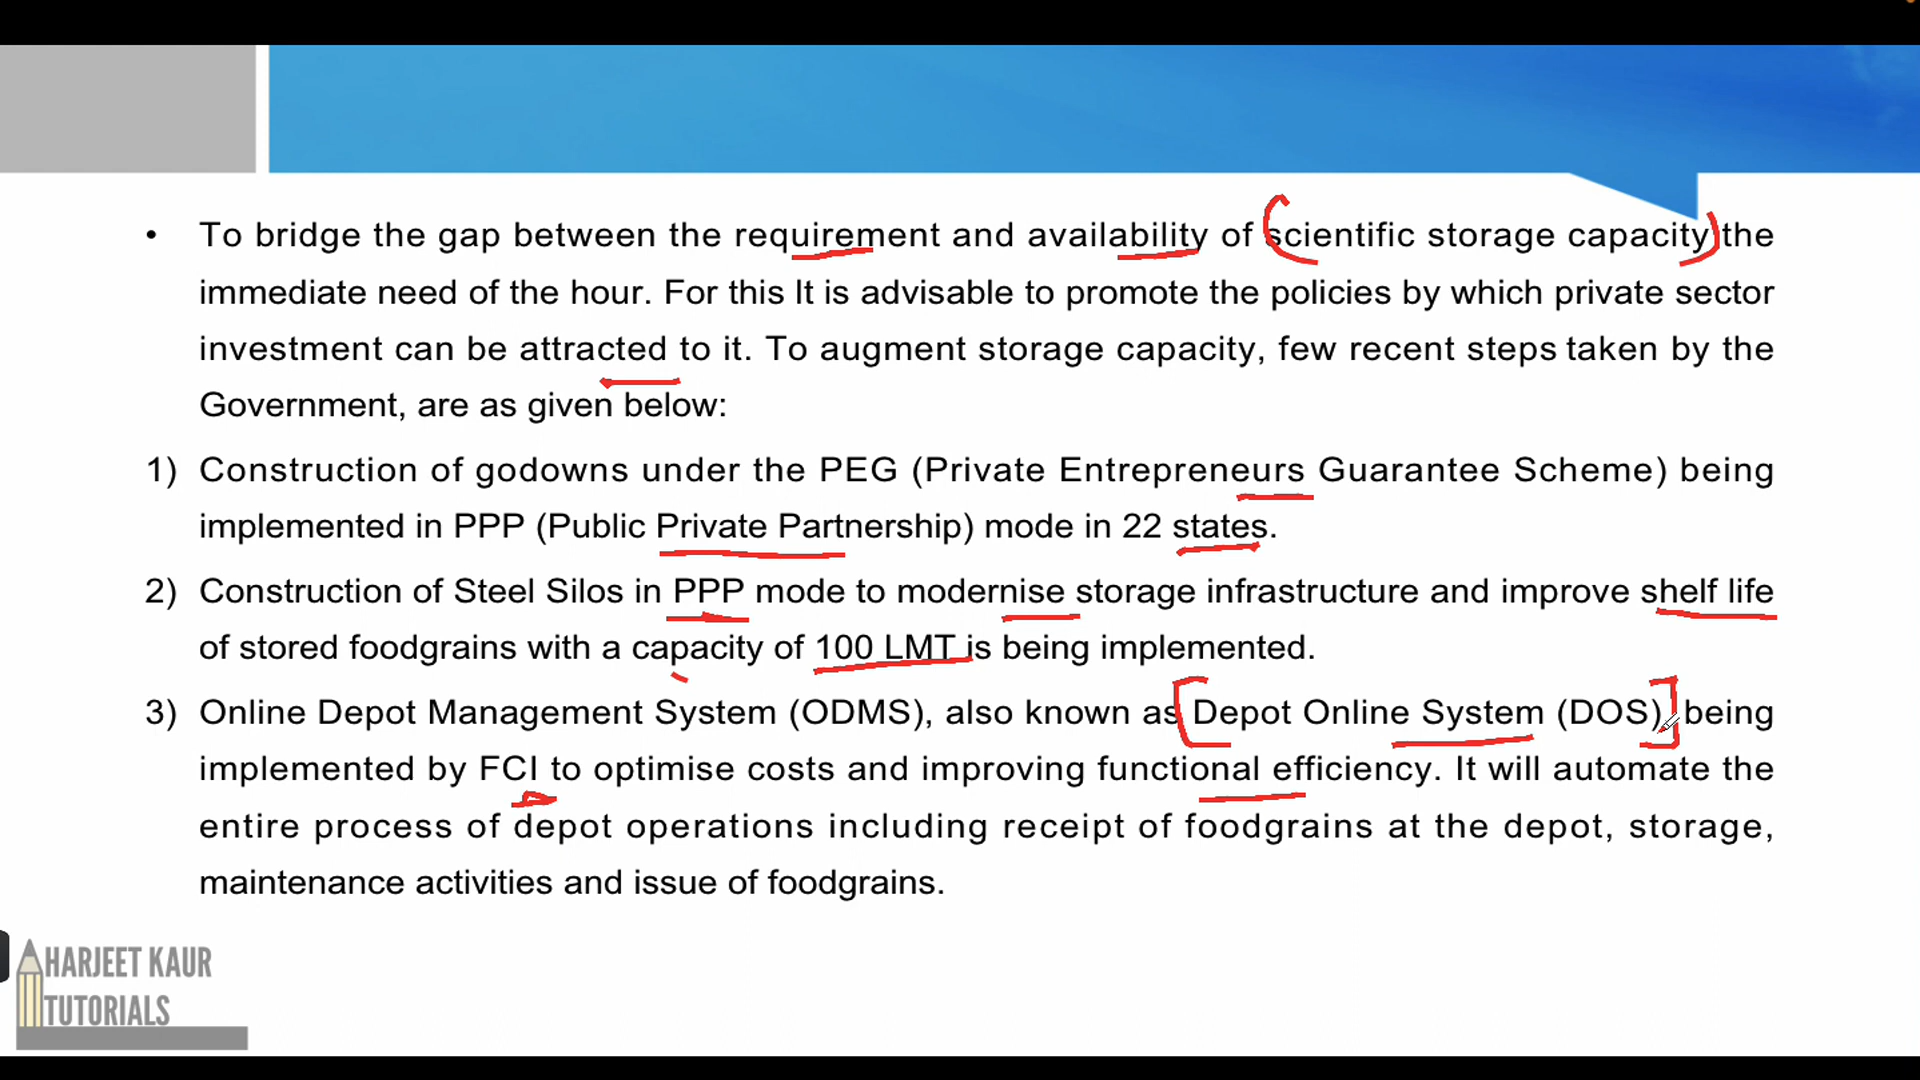 • To bridge the gap between the requirement and availability of scientific storage capacity the
immediate need of the hour. For this It is advisable to promote the policies by which private sector
investment can be attracted to it. To augment storage capacity, few recent steps taken by the
Government, are as given below:
1) Construction of godowns under the PEG (Private Entrepreneurs Guarantee Scheme) being
implemented in PPP (Public Private Partnership) mode in 22 states.
2) Construction of Steel Silos in PPP mode to modernise storage infrastructure and improve shelf life
of stored foodgrains with a capacity of 100 LMT is being implemented.
3) Online Depot Management System (ODMS), also known as Depot Online System (DOS), being
implemented by FCI to optimise costs and improving functional efficiency. It will automate the
entire process of depot operations including receipt of foodgrains at the depot, storage,
maintenance activities and issue of foodgrains.
HARJEET KAUR
TUTORIALS